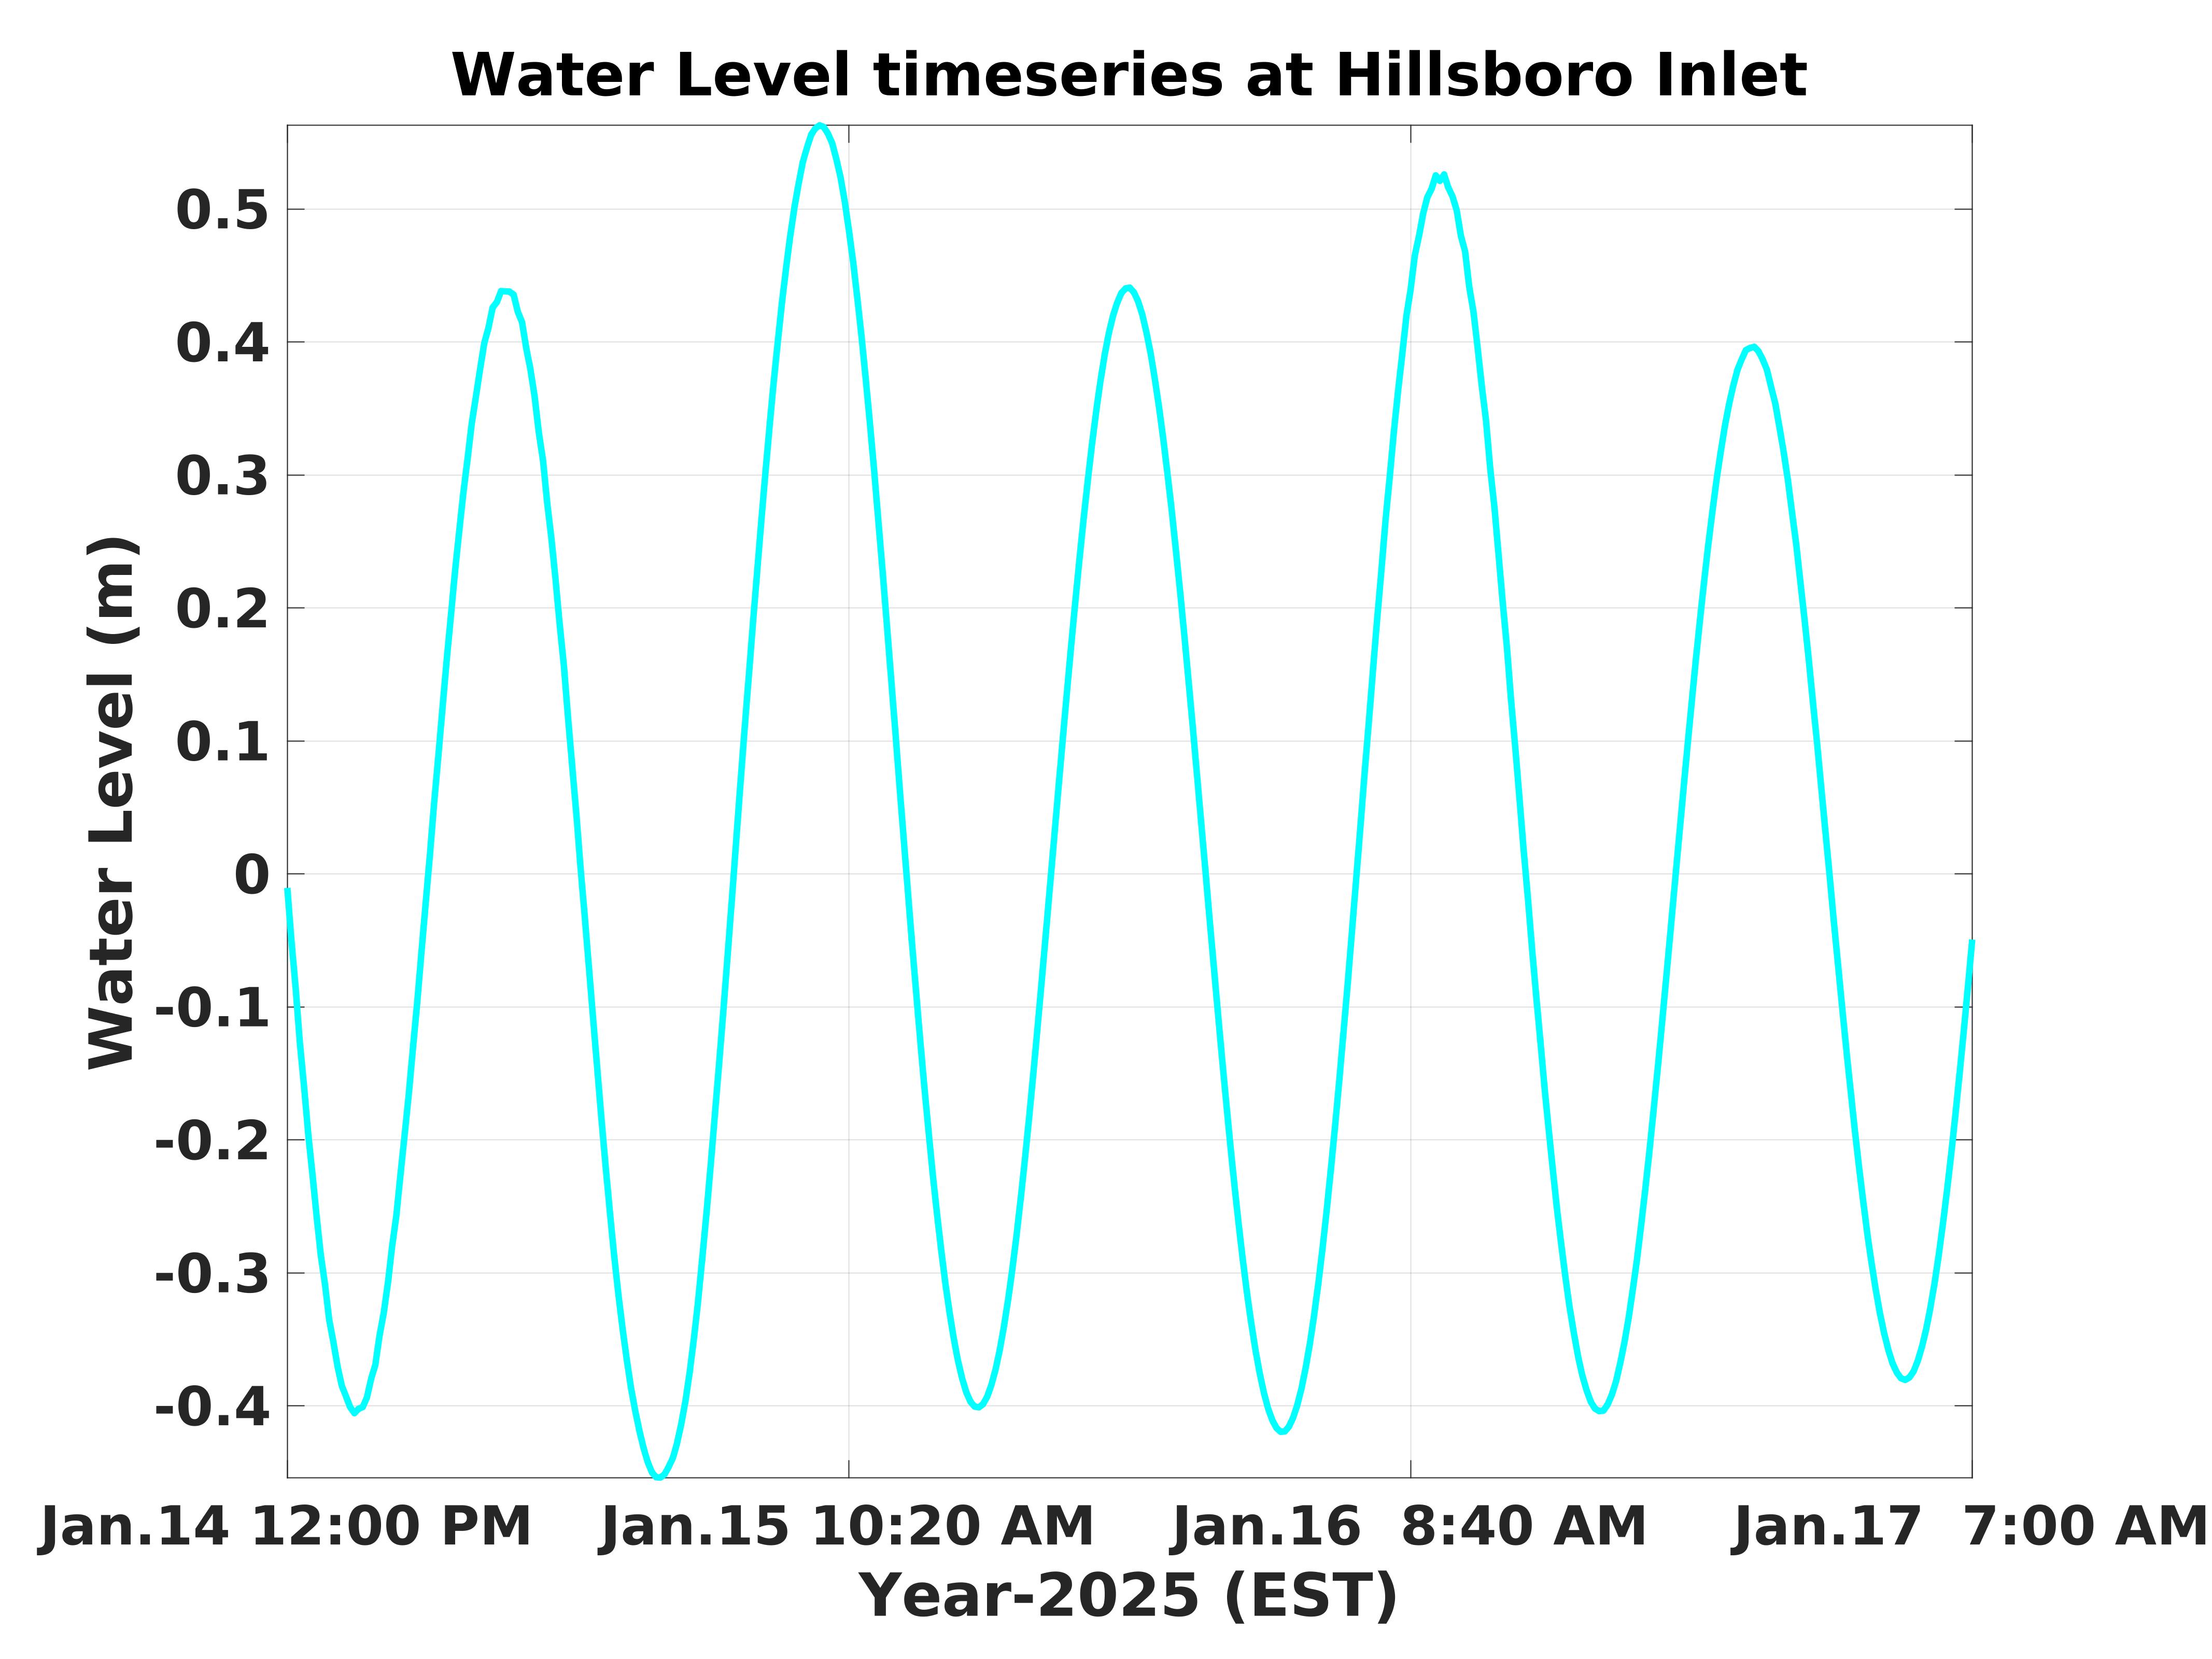 Water Level timeseries at Hillsboro Inlet
Water Level (m)
0.5
0.4
0.3
0.2
0.1
0
-0.1
-0.2
-0.3
-0.4
Jan.14 12:00 PM Jan.15 10:20 AM Jan.16 8:40 AM Jan.17 7:00 AM
Year-2025 (EST)